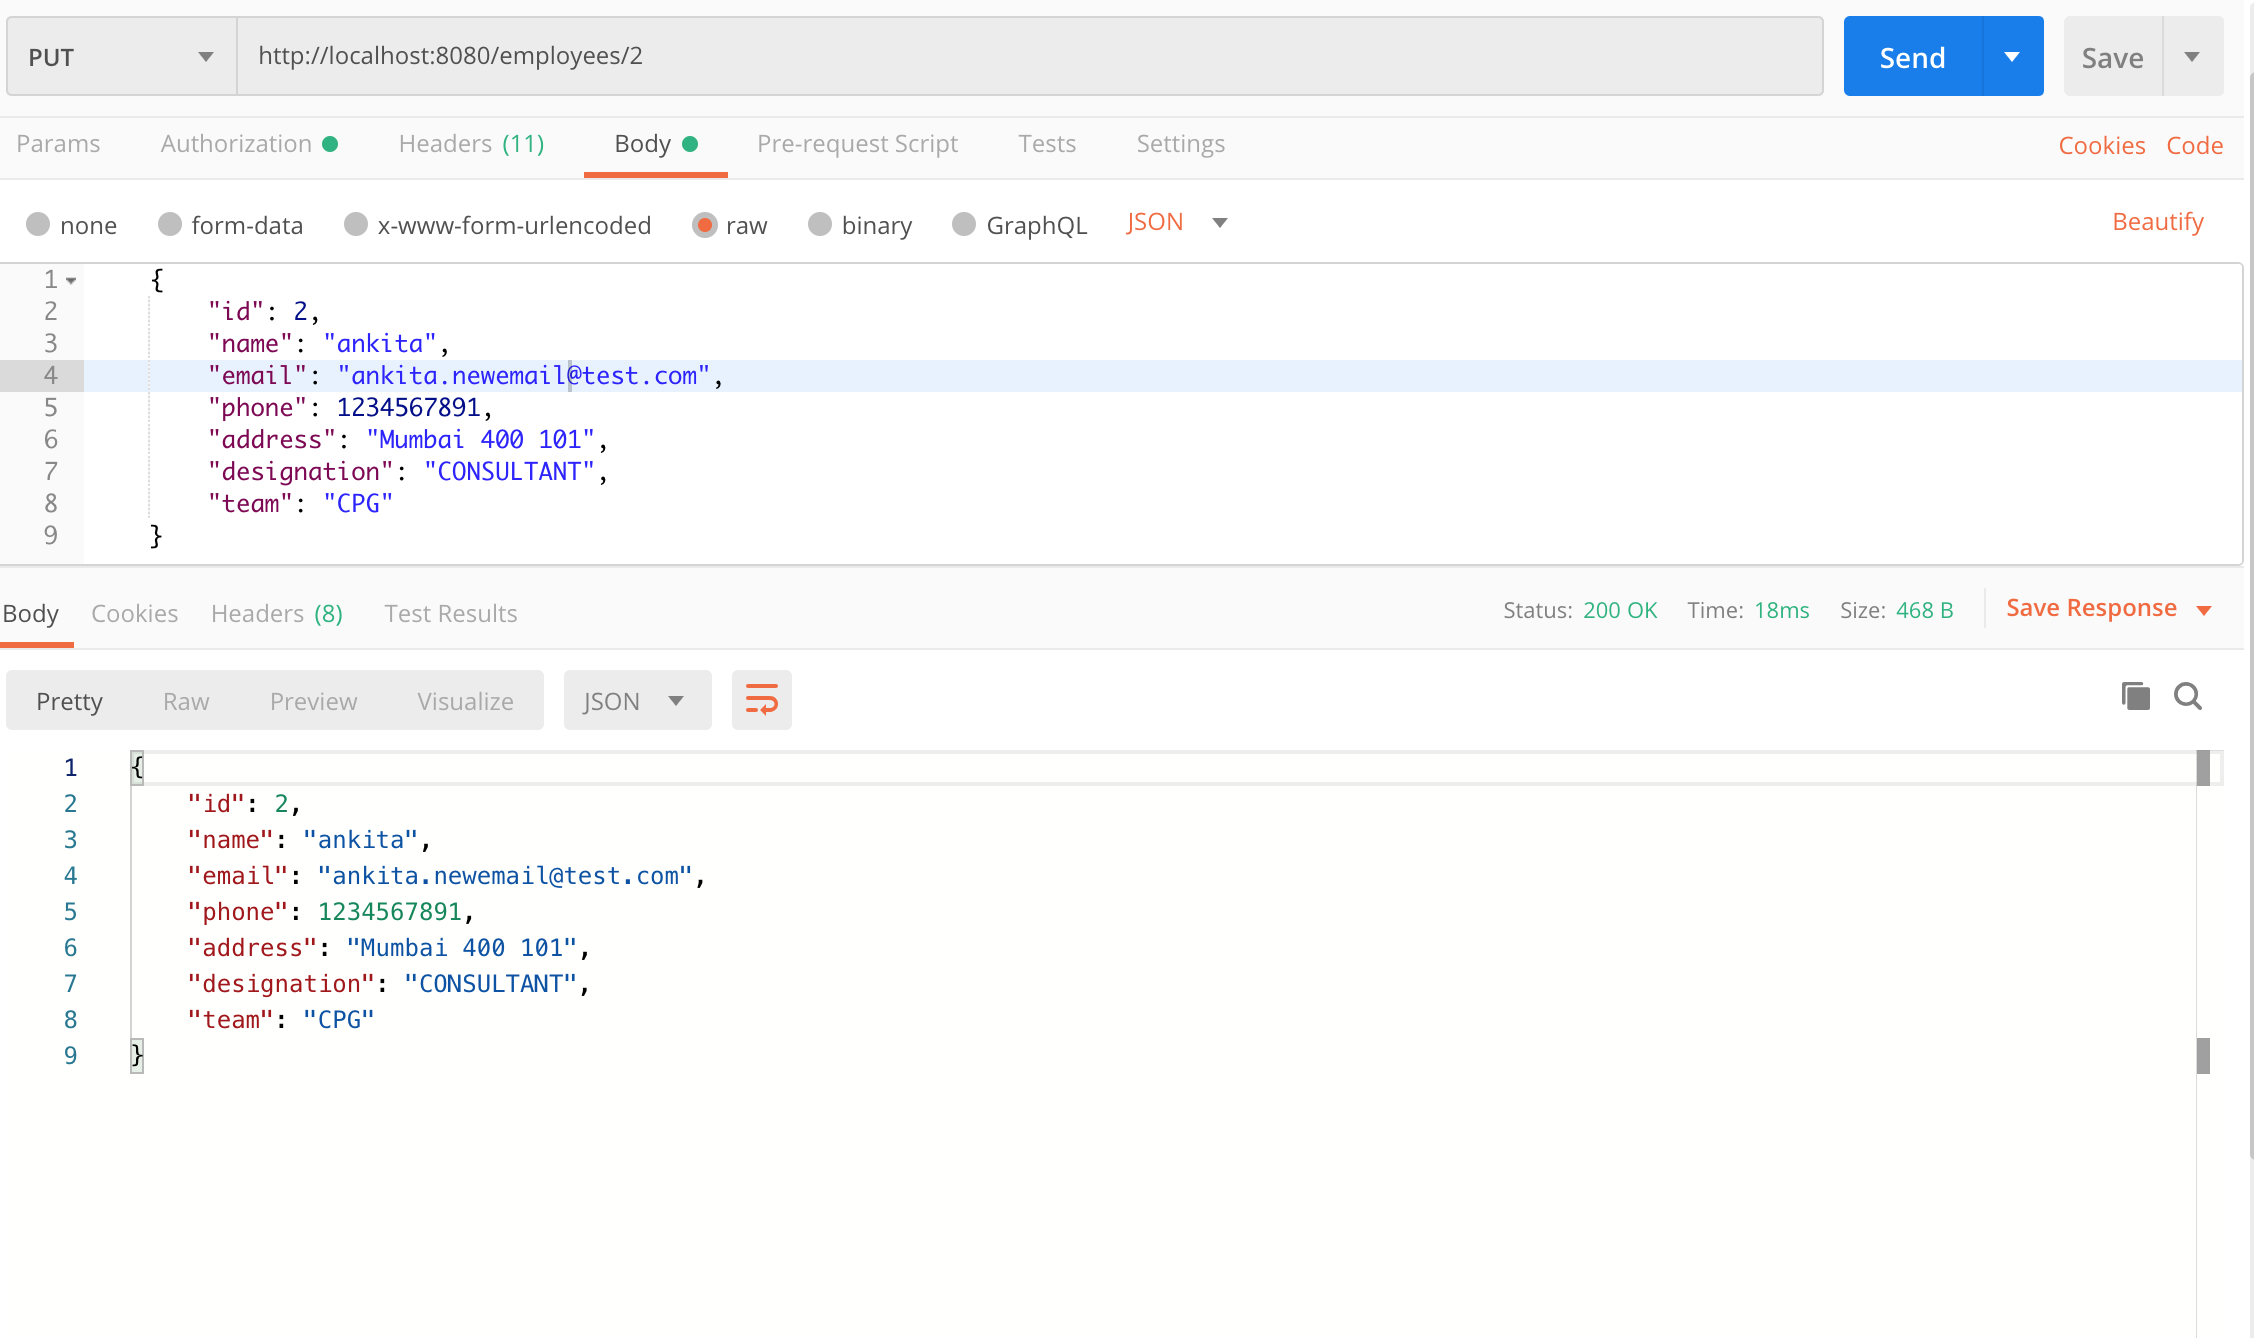 PUT http://localhost:8080/employees/2 Send Save
Params Authorization Headers (11) Body Pre-request Script Tests Settings Cookies Code
none form-data x-www-form-urlencoded raw binary GraphQL JSON Beautify
1 {
2 "id": 2,
3 "name": "ankita",
4 "email": "ankita.newemail@test.com",
5 "phone": 1234567891,
6 "address": "Mumbai 400 101",
7 "designation": "CONSULTANT",
8 "team": "CPG"
9 }
Body Cookies Headers (8) Test Results Status: 200 OK Time: 18ms Size: 468 B Save Response
Pretty Raw Preview Visualize JSON
1 {
2 "id": 2,
3 "name": "ankita",
4 "email": "ankita.newemail@test.com",
5 "phone": 1234567891,
6 "address": "Mumbai 400 101",
7 "designation": "CONSULTANT",
8 "team": "CPG"
9 }